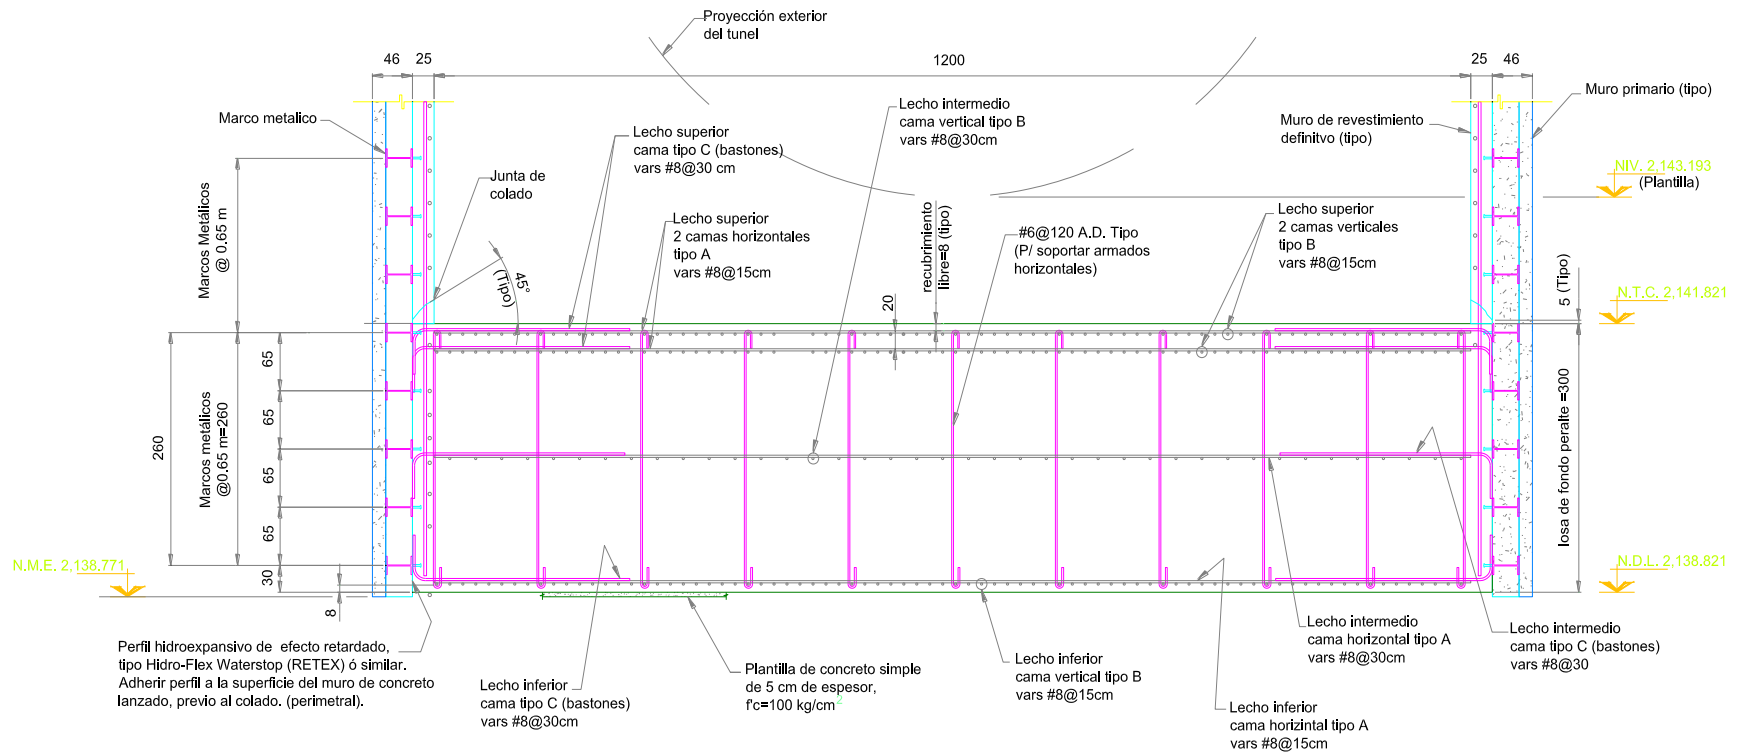 Proyección exterior
del tunel
46
25
1200
25
46
Marco metalico
Lecho superior
cama tipo C (bastones)
vars #8@30 cm
Lecho intermedio
cama vertical tipo B
vars #8@30cm
Muro de revestimiento
definitvo (tipo)
Muro primario (tipo)
NIV. 2,143.193
(Plantilla)
Junta de
colado
Marcos Metálicos
@ 0.65 m
45°
(Tipo)
Lecho superior
2 camas horizontales
tipo A
vars #8@15cm
recubrimiento
libre=8 (tipo)
20
#6@120 A.D. Tipo
(P/ soportar armados
horizontales)
Lecho superior
2 camas verticales
tipo B
vars #8@15cm
5 (Tipo)
N.T.C. 2,141.821
260
Marcos metálicos
@0.65 m=260
65
65
65
65
30
8
losa de fondo peralte =300
N.M.E. 2,138.771
N.D.L. 2,138.821
Perfil hidroexpansivo de efecto retardado,
tipo Hidro-Flex Waterstop (RETEX) ó similar.
Adherir perfil a la superficie del muro de concreto
lanzado, previo al colado. (perimetral).
Lecho inferior
cama tipo C (bastones)
vars #8@30cm
Plantilla de concreto simple
de 5 cm de espesor,
f'c=100 kg/cm2
Lecho inferior
cama vertical tipo B
vars #8@15cm
Lecho inferior
cama horizintal tipo A
vars #8@15cm
Lecho intermedio
cama horizontal tipo A
vars #8@30cm
Lecho intermedio
cama tipo C (bastones)
vars #8@30